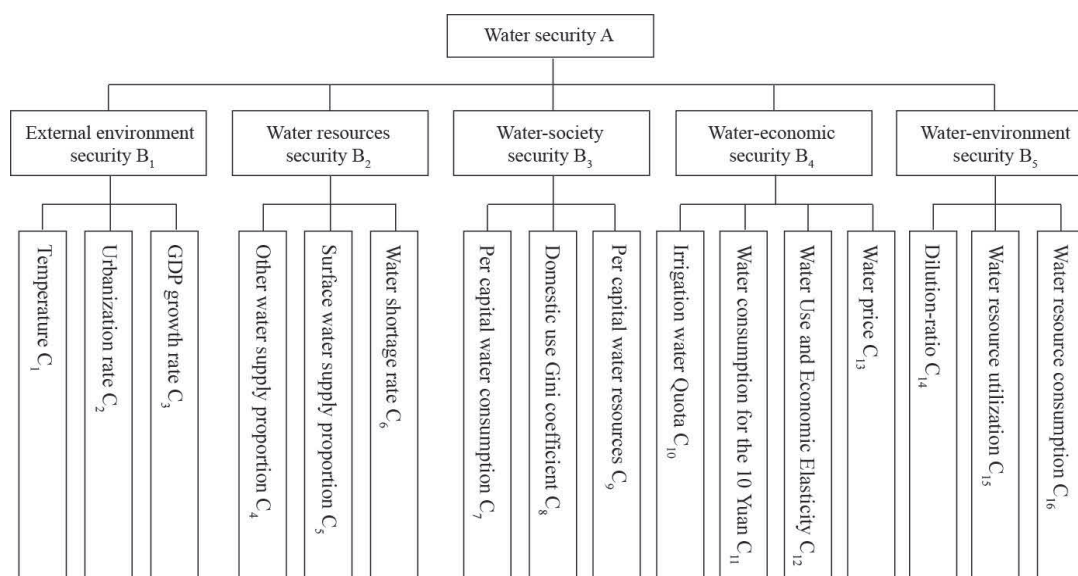 Water security A
External environment
security B₁
Water resources
security B₂
Water-society
security B₃
Water-economic
security B₄
Water-environment
security B₅
Temperature C₁
Urbanization rate C₂
GDP growth rate C₃
Other water supply proportion C₄
Surface water supply proportion C₅
Water shortage rate C₆
Per capital water consumption C₇
Domestic use Gini coefficient C₈
Per capital water resources C₉
Irrigation water Quota C₁₀
Water consumption for the 10 Yuan C₁₁
Water Use and Economic Elasticity C₁₂
Water price C₁₃
Dilution-ratio C₁₄
Water resource utilization C₁₅
Water resource consumption C₁₆